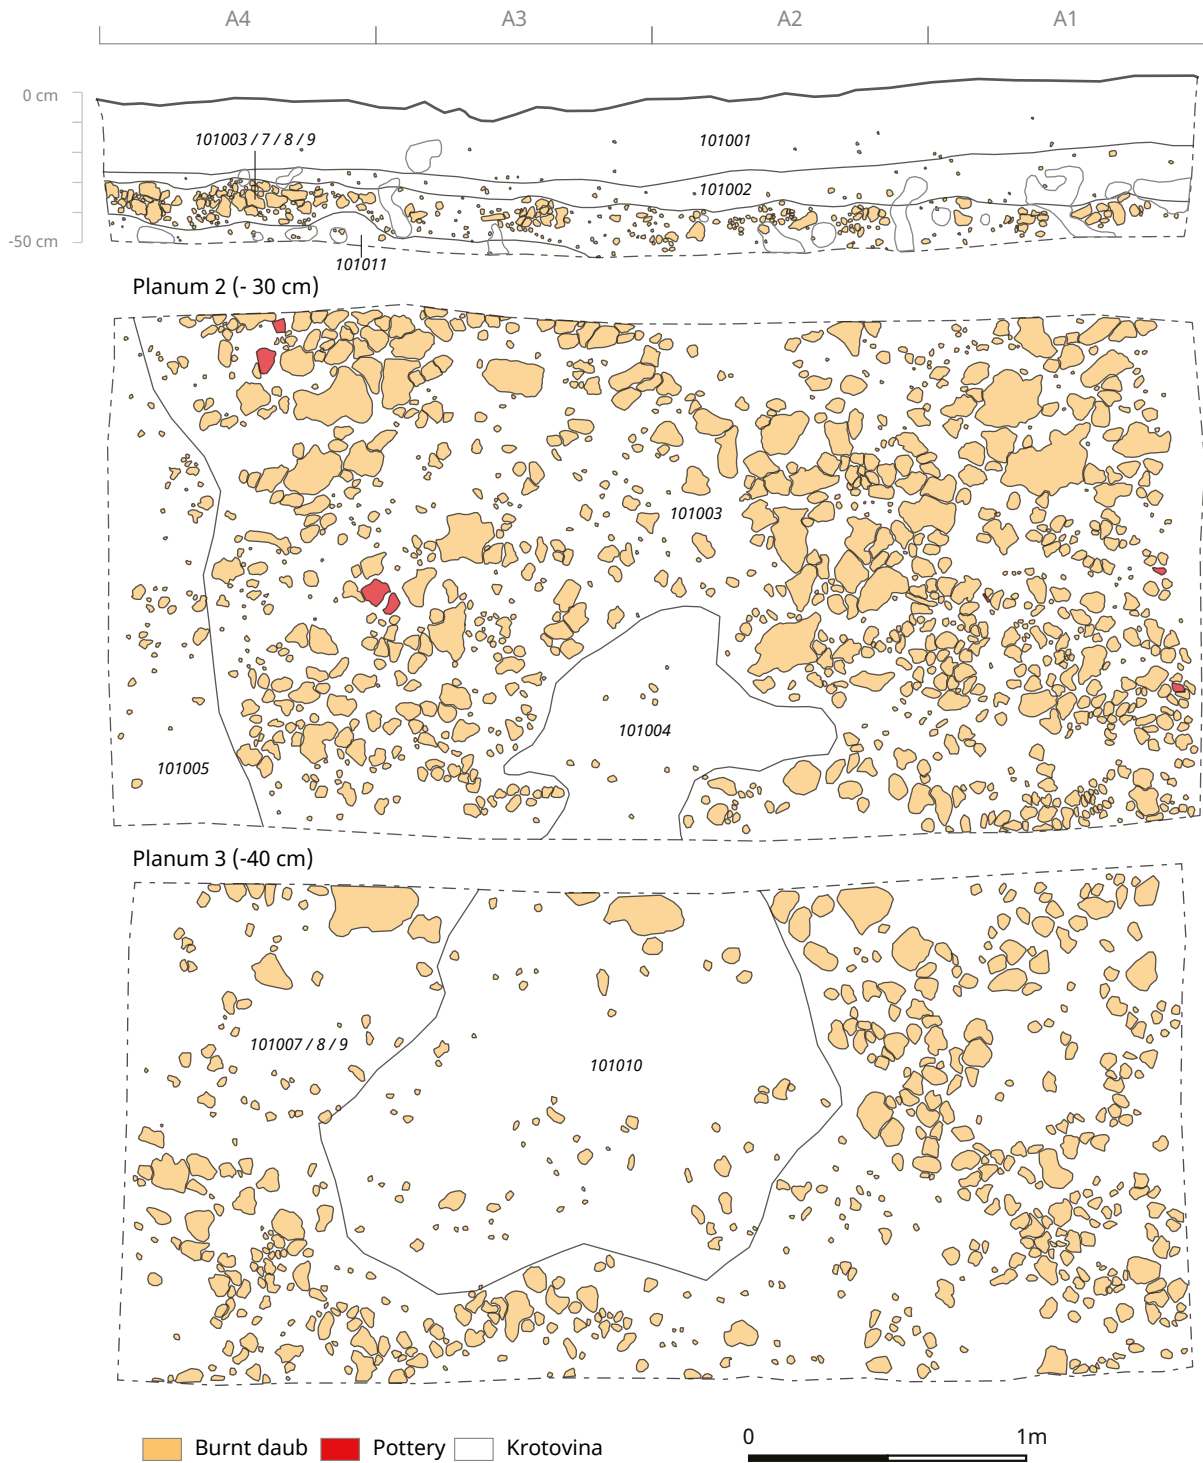 A4 A3 A2 A1
0 cm
101003 / 7 / 8 / 9
101001
101002
-50 cm
101011
Planum 2 (- 30 cm)
101003
101004
101005
Planum 3 (-40 cm)
101007 / 8 / 9
101010
Burnt daub Pottery Krotovina
0 1m